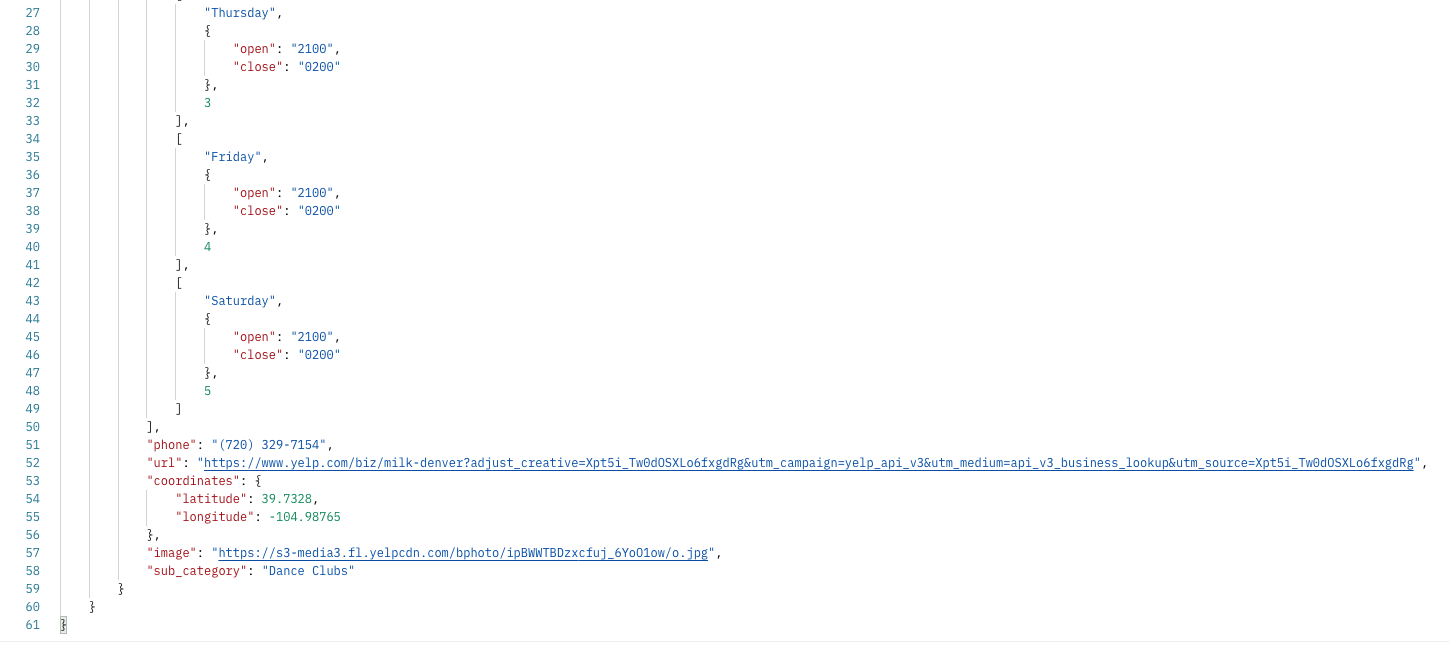 27 "Thursday",
28 {
29 "open": "2100",
30 "close": "0200"
31 },
32 3
33 ],
34 [
35 "Friday",
36 {
37 "open": "2100",
38 "close": "0200"
39 },
40 4
41 ],
42 [
43 "Saturday",
44 {
45 "open": "2100",
46 "close": "0200"
47 },
48 5
49 ]
50 ],
51 "phone": "(720) 329-7154",
52 "url": "https://www.yelp.com/biz/milk-denver?adjust_creative=Xpt5i_Tw0dOSXLo6fxgdRg&utm_campaign=yelp_api_v3&utm_medium=api_v3_business_lookup&utm_source=Xpt5i_Tw0dOSXLo6fxgdRg",
53 "coordinates": {
54 "latitude": 39.7328,
55 "longitude": -104.98765
56 },
57 "image": "https://s3-media3.fl.yelpcdn.com/bphoto/ipBWWTBDzxcfuj_6YoO1ow/o.jpg",
58 "sub_category": "Dance Clubs"
59 }
60 }
61 }